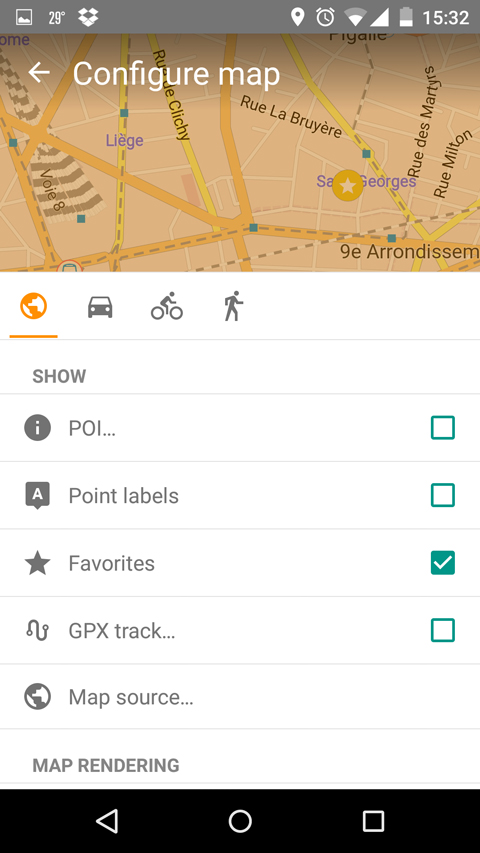 29°
15:32
ome
Pigalle
Configure map
Rue de Clichy
Rue La Bruyère
Rue des Martyrs
Rue Milton
Liège
Voie 8
Georges
9e Arrondissem
SHOW
POI...
A
Point labels
Favorites
GPX track...
Map source...
MAP RENDERING